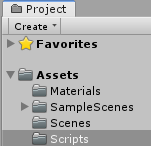 Project
Create
Favorites
Assets
Materials
SampleScenes
Scenes
Scripts